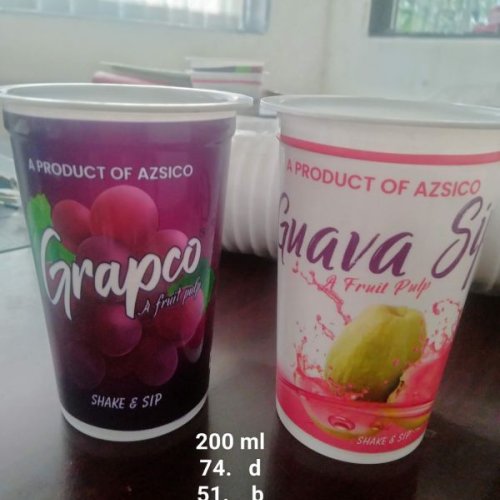 A PRODUCT OF AZSICO
Grapco
A fruit pulp
SHAKE & SIP
A PRODUCT OF AZSICO
Guava
A Fruit Pulp
SHAKE & SIP
200 ml
74. d
51. b